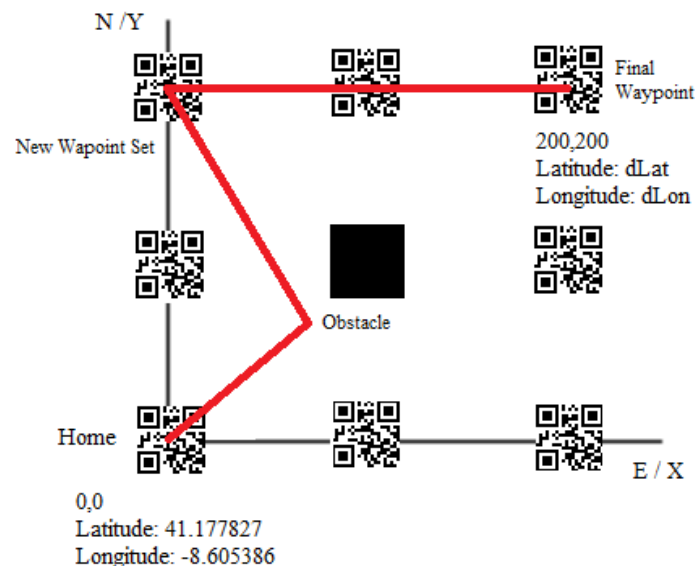 N /Y
Final
Waypoint
New Wapoint Set
200,200
Latitude: dLat
Longitude: dLon
Obstacle
Home
E / X
0,0
Latitude: 41.177827
Longitude: -8.605386